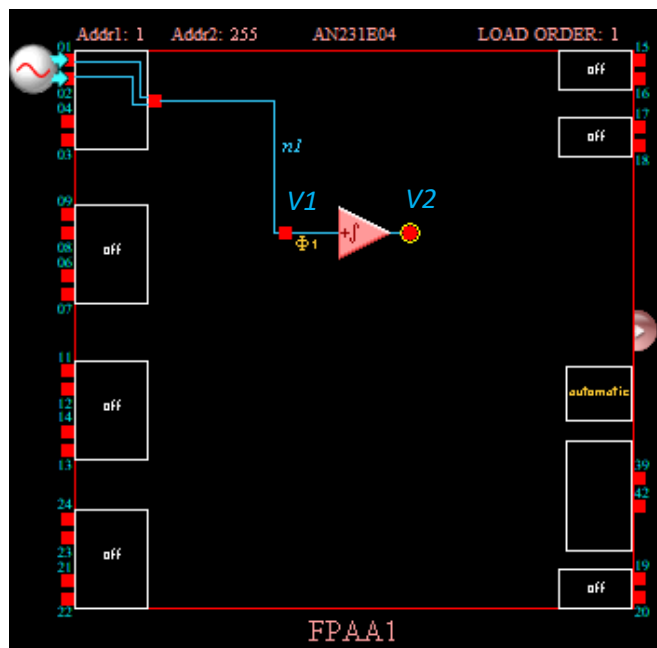 Addr1: 1 Addr2: 255 AN231E04 LOAD ORDER: 1
01
02
04
03
n1
V1
V2
Φ1
+∫
09
08
06
07
off
11
12
14
13
off
24
23
21
22
off
15
off
16
17
off
18
automatic
39
42
19
off
20
FPAA1